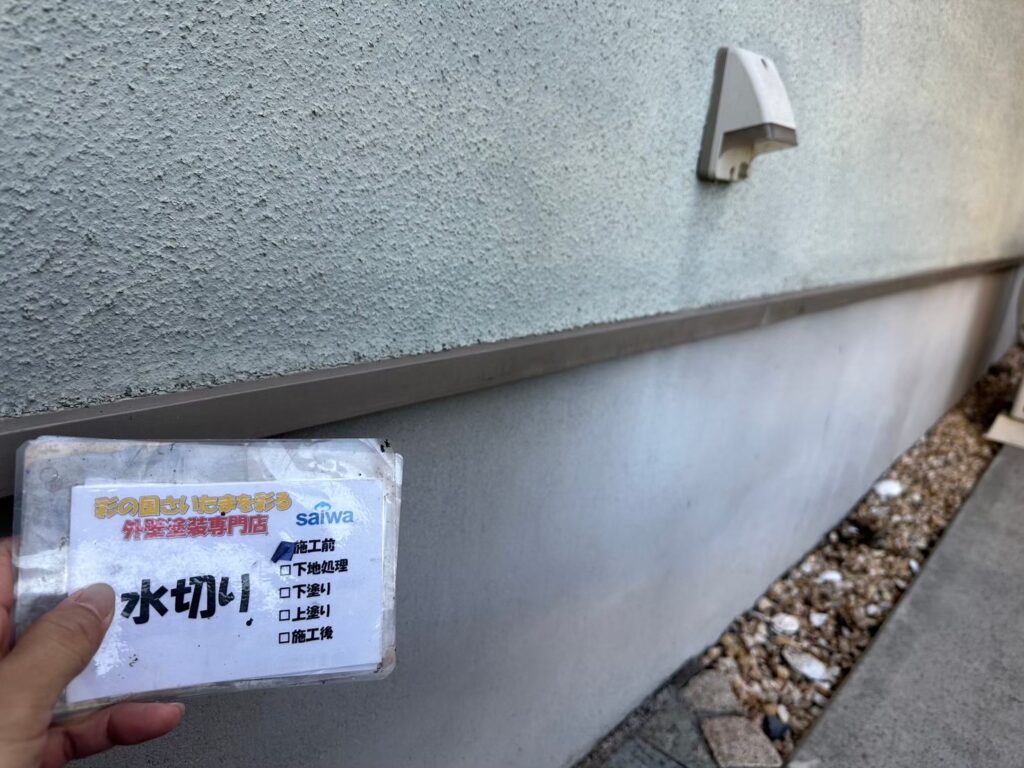 彩の国さいたまを彩る
外壁塗装専門店
saiwa
施工前
□下地処理
□下塗り
□上塗り
□施工後
水切り